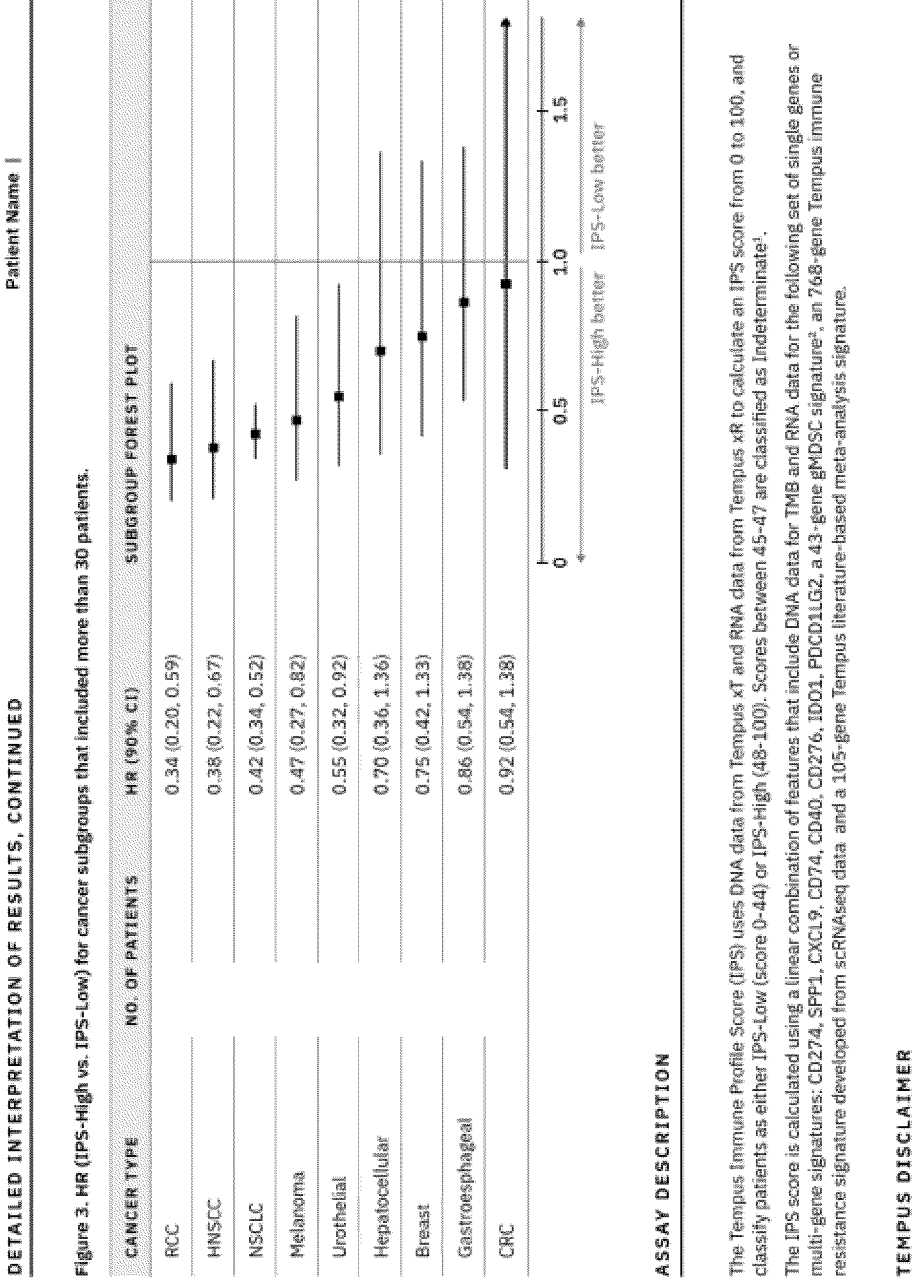 DETAILED INTERPRETATION OF RESULTS, CONTINUED
Patient Name |
Figure 3. HR (IPS-High vs. IPS-Low) for cancer subgroups that included more than 30 patients.
CANCER TYPE NO. OF PATIENTS HR (90% CI) SUBGROUP FOREST PLOT
RCC 0.34 (0.20, 0.59)
HNSCC 0.38 (0.22, 0.67)
NSCLC 0.42 (0.34, 0.52)
Melanoma 0.47 (0.27, 0.82)
Urothelial 0.55 (0.32, 0.92)
Hepatocellular 0.70 (0.36, 1.36)
Breast 0.75 (0.42, 1.33)
Gastroesphageal 0.86 (0.54, 1.38)
CRC 0.92 (0.54, 1.38)
0 0.5 1.0 1.5
IPS-High better IPS-Low better
ASSAY DESCRIPTION
The Tempus Immune Profile Score (IPS) uses DNA data from Tempus xT and RNA data from Tempus xR to calculate an IPS score from 0 to 100, and
classify patients as either IPS-Low (score 0-44) or IPS-High (48-100). Scores between 45-47 are classified as Indeterminate¹.
The IPS score is calculated using a linear combination of features that include DNA data for TMB and RNA data for the following set of single genes or
multi-gene signatures: CD274, SPP1, CXCL9, CD74, CD40, CD276, IDO1, PDCD1LG2, a 43-gene gMDSC signature², an 768-gene Tempus immune
resistance signature developed from scRNAseq data and a 105-gene Tempus literature-based meta-analysis signature.
TEMPUS DISCLAIMER